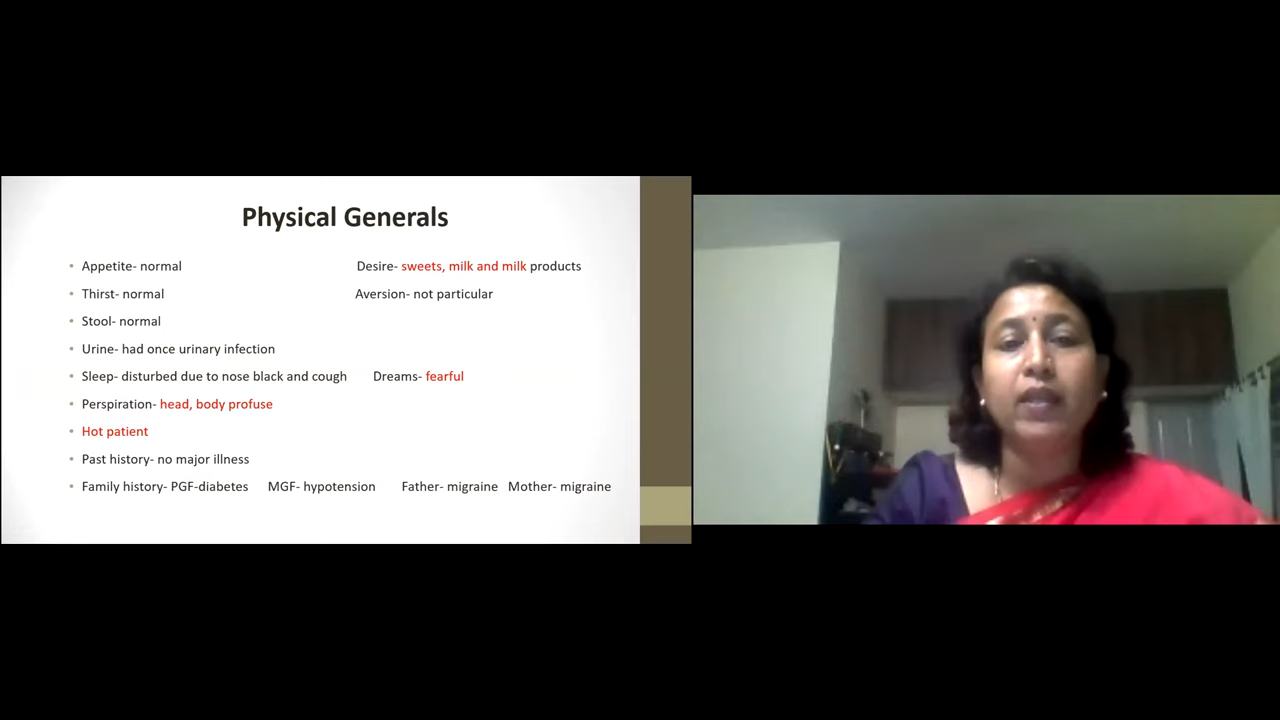 Physical Generals
• Appetite- normal Desire- sweets, milk and milk products
• Thirst- normal Aversion- not particular
• Stool- normal
• Urine- had once urinary infection
• Sleep- disturbed due to nose black and cough Dreams- fearful
• Perspiration- head, body profuse
• Hot patient
• Past history- no major illness
• Family history- PGF-diabetes MGF- hypotension Father- migraine Mother- migraine